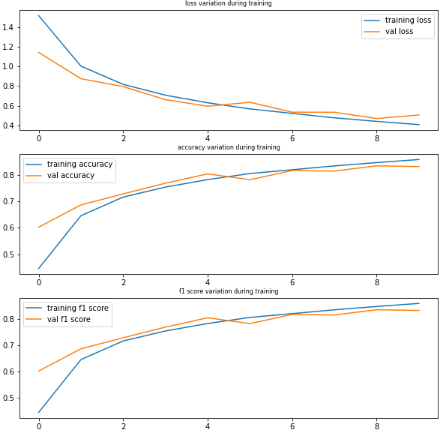 loss variation during training
training loss
val loss
1.4
1.2
1.0
0.8
0.6
0.4
0 2 4 6 8
accuracy variation during training
training accuracy
val accuracy
0.8
0.7
0.6
0.5
0 2 4 6 8
f1 score variation during training
training f1 score
val f1 score
0.8
0.7
0.6
0.5
0 2 4 6 8